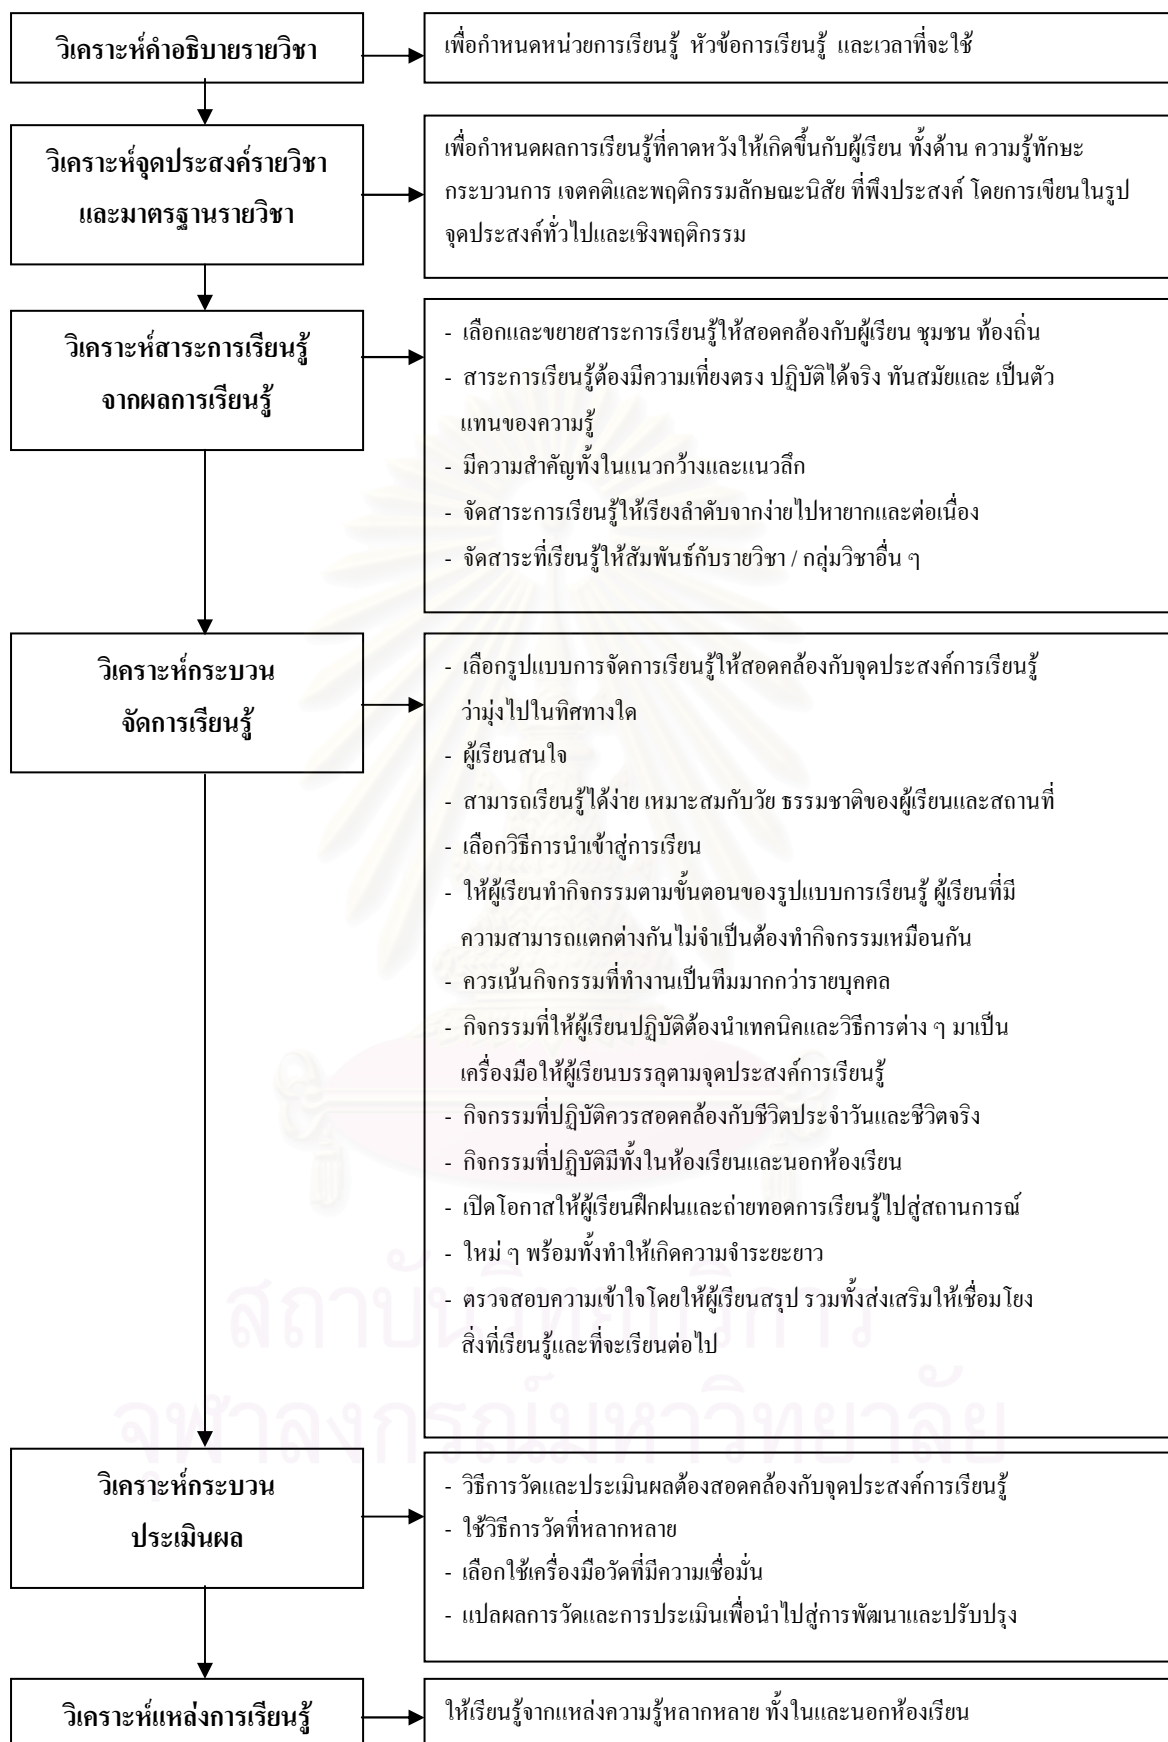 วิเคราะห์คำอธิบายรายวิชา
เพื่อกำหนดหน่วยการเรียนรู้ หัวข้อการเรียนรู้ และเวลาที่จะใช้
วิเคราะห์จุดประสงค์รายวิชา
และมาตรฐานรายวิชา
เพื่อกำหนดผลการเรียนรู้ที่คาดหวังให้เกิดขึ้นกับผู้เรียน ทั้งด้าน ความรู้ทักษะ
กระบวนการ เจตคติและพฤติกรรมลักษณะนิสัย ที่พึงประสงค์ โดยการเขียนในรูป
จุดประสงค์ทั่วไปและเชิงพฤติกรรม
วิเคราะห์สาระการเรียนรู้
จากผลการเรียนรู้
- เลือกและขยายสาระการเรียนรู้ให้สอดคล้องกับผู้เรียน ชุมชน ท้องถิ่น
- สาระการเรียนรู้ต้องมีความเที่ยงตรง ปฏิบัติได้จริง ทันสมัยและ เป็นตัว
แทนของความรู้
- มีความสำคัญทั้งในแนวกว้างและแนวลึก
- จัดสาระการเรียนรู้ให้เรียงลำดับจากง่ายไปหายากและต่อเนื่อง
- จัดสาระที่เรียนรู้ให้สัมพันธ์กับรายวิชา / กลุ่มวิชาอื่น ๆ
วิเคราะห์กระบวน
จัดการเรียนรู้
- เลือกรูปแบบการจัดการเรียนรู้ให้สอดคล้องกับจุดประสงค์การเรียนรู้
ว่ามุ่งไปในทิศทางใด
- ผู้เรียนสนใจ
- สามารถเรียนรู้ได้ง่าย เหมาะสมกับวัย ธรรมชาติของผู้เรียนและสถานที่
- เลือกวิธีการนำเข้าสู่การเรียน
- ให้ผู้เรียนทำกิจกรรมตามขั้นตอนของรูปแบบการเรียนรู้ ผู้เรียนที่มี
ความสามารถแตกต่างกันไม่จำเป็นต้องทำกิจกรรมเหมือนกัน
- ควรเน้นกิจกรรมที่ทำงานเป็นทีมมากกว่ารายบุคคล
- กิจกรรมที่ให้ผู้เรียนปฏิบัติต้องนำเทคนิคและวิธีการต่าง ๆ มาเป็น
เครื่องมือให้ผู้เรียนบรรลุตามจุดประสงค์การเรียนรู้
- กิจกรรมที่ปฏิบัติควรสอดคล้องกับชีวิตประจำวันและชีวิตจริง
- กิจกรรมที่ปฏิบัติมีทั้งในห้องเรียนและนอกห้องเรียน
- เปิดโอกาสให้ผู้เรียนฝึกฝนและถ่ายทอดการเรียนรู้ไปสู่สถานการณ์
- ใหม่ ๆ พร้อมทั้งทำให้เกิดความจำระยะยาว
- ตรวจสอบความเข้าใจโดยให้ผู้เรียนสรุป รวมทั้งส่งเสริมให้เชื่อมโยง
สิ่งที่เรียนรู้และที่จะเรียนต่อไป
สถาบันวิทยบริการ
จุฬาลงกรณ์มหาวิทยาลัย
วิเคราะห์กระบวน
ประเมินผล
- วิธีการวัดและประเมินผลต้องสอดคล้องกับจุดประสงค์การเรียนรู้
- ใช้วิธีการวัดที่หลากหลาย
- เลือกใช้เครื่องมือวัดที่มีความเชื่อมั่น
- แปลผลการวัดและการประเมินเพื่อนำไปสู่การพัฒนาและปรับปรุง
วิเคราะห์แหล่งการเรียนรู้
ให้เรียนรู้จากแหล่งความรู้หลากหลาย ทั้งในและนอกห้องเรียน